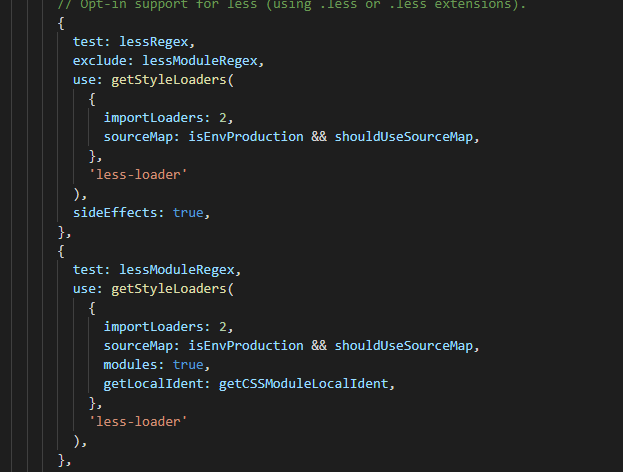 // Opt-in support for less (using .less or .less extensions).
{
test: lessRegex,
exclude: lessModuleRegex,
use: getStyleLoaders(
{
importLoaders: 2,
sourceMap: isEnvProduction && shouldUseSourceMap,
},
'less-loader'
),
sideEffects: true,
},
{
test: lessModuleRegex,
use: getStyleLoaders(
{
importLoaders: 2,
sourceMap: isEnvProduction && shouldUseSourceMap,
modules: true,
getLocalIdent: getCSSModuleLocalIdent,
},
'less-loader'
),
},